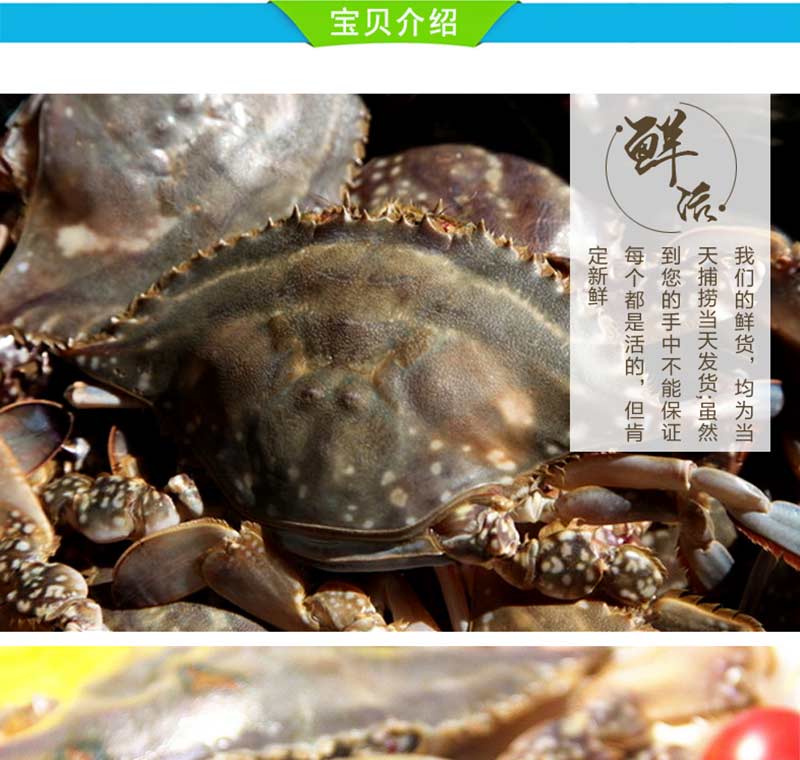 宝贝介绍
鲜活
我们的鲜货，均为当
天捕捞当天发货;虽然
到您的手中不能保证
每个都是活的，但肯
定新鲜